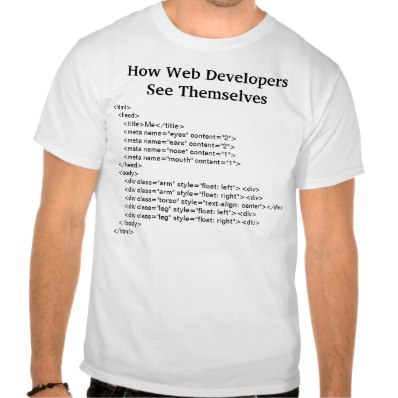 How Web Developers
See Themselves
<html>
<head>
<title>Me</title>
<meta name="eyes" content="2">
<meta name="ears" content="2">
<meta name="nose" content="1">
<meta name="mouth" content="1">
</head>
</body>
<div class="arm" style="float: left"><div>
<div class="arm" style="float: right"><div>
<div class="torso" style="text-align: center"></div>
<div class="leg" style="float: left"><div>
<div class="leg" style="float: right"><div>
</body>
</html>